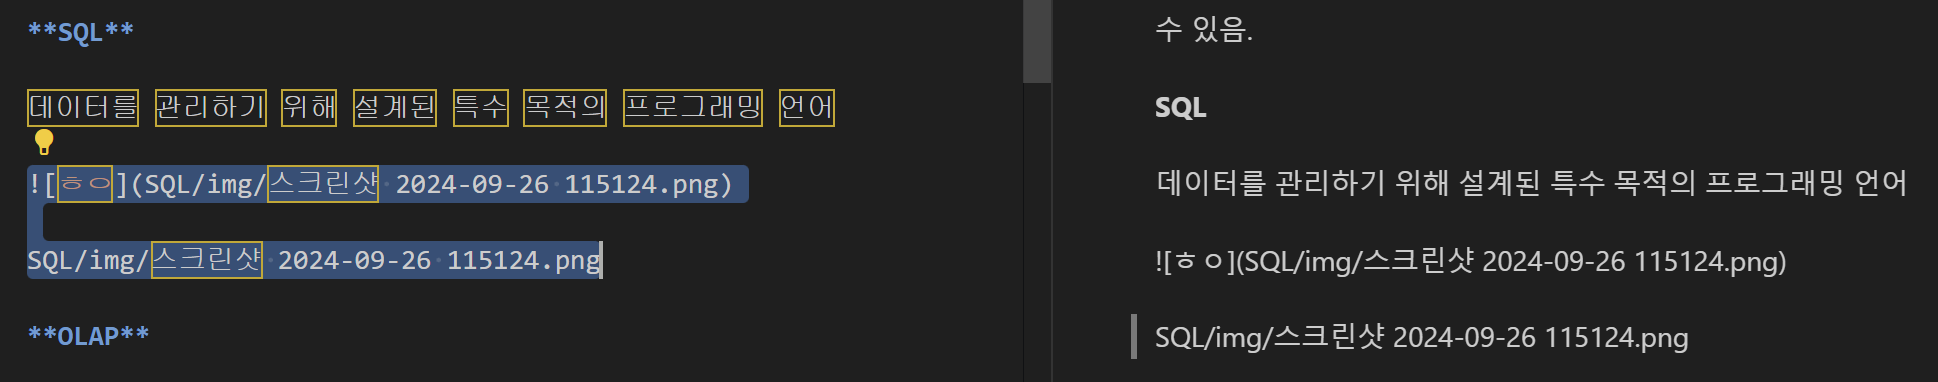 **SQL**
데이터를 관리하기 위해 설계된 특수 목적의 프로그래밍 언어
![ㅎㅇ](SQL/img/스크린샷 2024-09-26 115124.png)
SQL/img/스크린샷 2024-09-26 115124.png
**OLAP**
수 있음.
SQL
데이터를 관리하기 위해 설계된 특수 목적의 프로그래밍 언어
![ㅎㅇ](SQL/img/스크린샷 2024-09-26 115124.png)
SQL/img/스크린샷 2024-09-26 115124.png